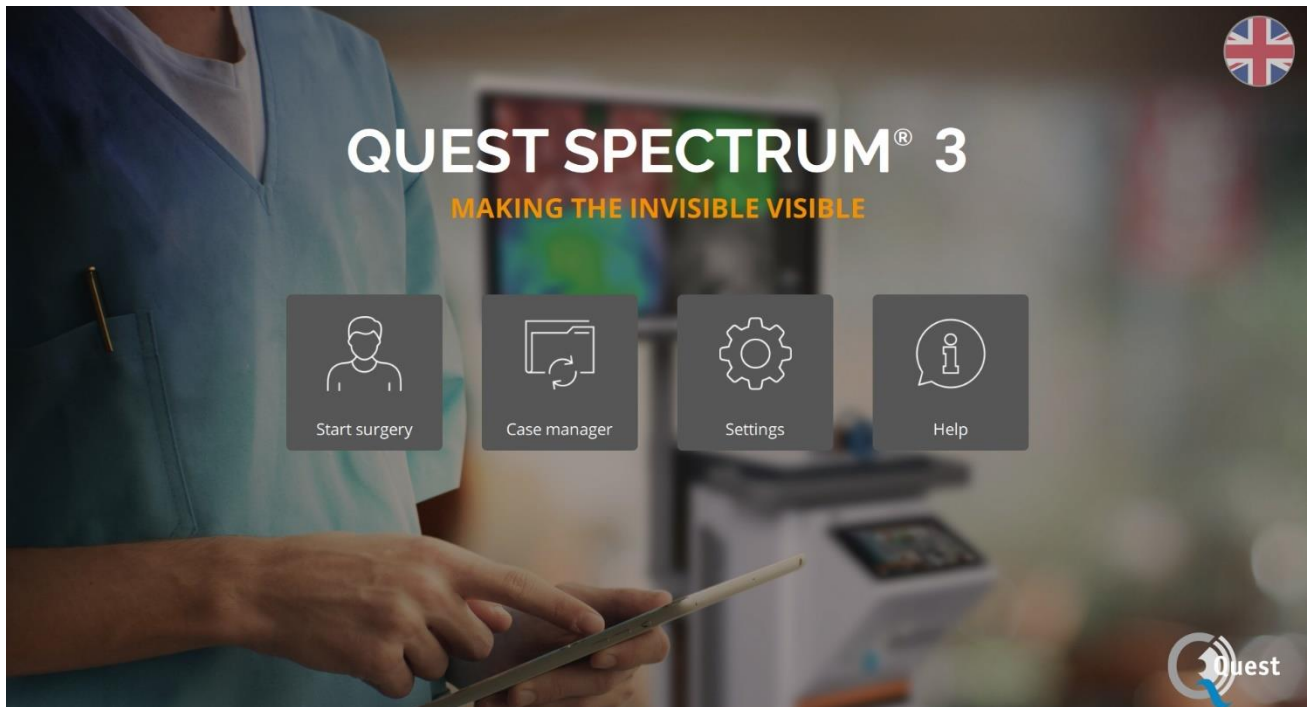 QUEST SPECTRUM® 3
MAKING THE INVISIBLE VISIBLE
Start surgery
Case manager
Settings
Help
Quest